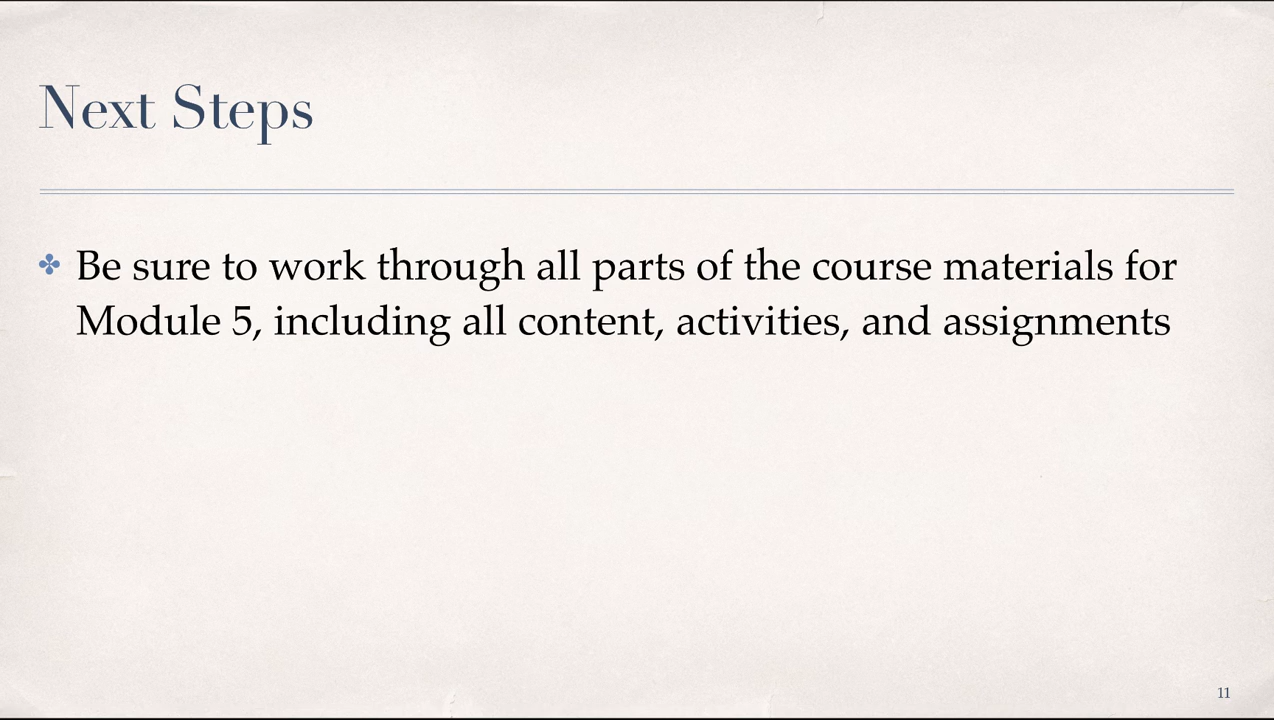 Next Steps
✤ Be sure to work through all parts of the course materials for
Module 5, including all content, activities, and assignments
11